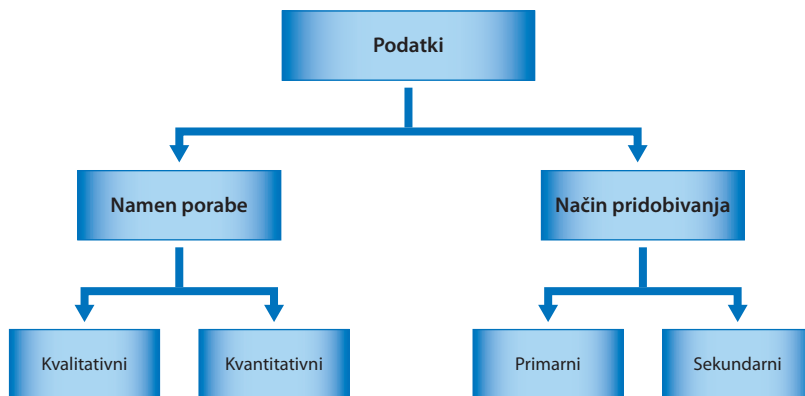 Podatki
Namen porabe
Način pridobivanja
Kvalitativni
Kvantitativni
Primarni
Sekundarni